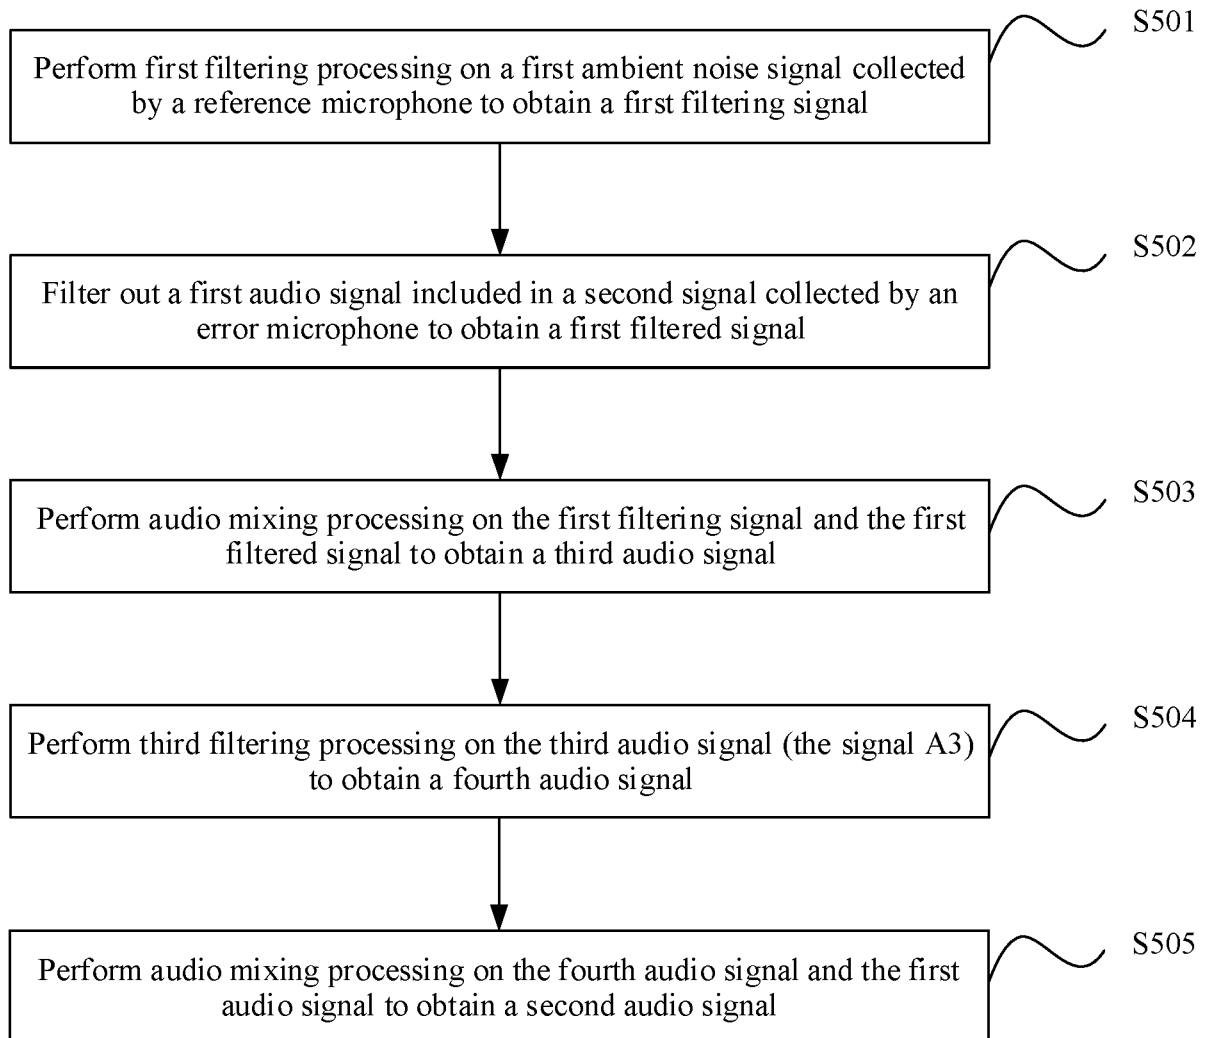 S501
Perform first filtering processing on a first ambient noise signal collected
by a reference microphone to obtain a first filtering signal
S502
Filter out a first audio signal included in a second signal collected by an
error microphone to obtain a first filtered signal
S503
Perform audio mixing processing on the first filtering signal and the first
filtered signal to obtain a third audio signal
S504
Perform third filtering processing on the third audio signal (the signal A3)
to obtain a fourth audio signal
S505
Perform audio mixing processing on the fourth audio signal and the first
audio signal to obtain a second audio signal